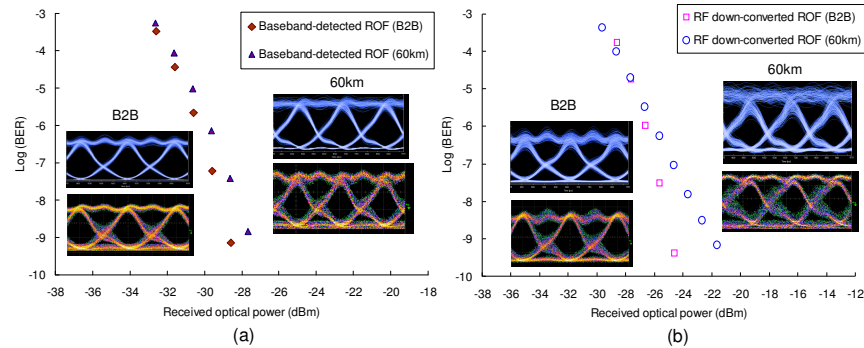 Baseband-detected ROF (B2B)
Baseband-detected ROF (60km)
60km
B2B
Log (BER)
-3
-4
-5
-6
-7
-8
-9
-10
-38 -36 -34 -32 -30 -28 -26 -24 -22 -20 -18
Received optical power (dBm)
(a)
RF down-converted ROF (B2B)
RF down-converted ROF (60km)
60km
B2B
Log (BER)
-3
-4
-5
-6
-7
-8
-9
-10
-38 -36 -34 -32 -30 -28 -26 -24 -22 -20 -18 -16 -14 -12
Received optical power (dBm)
(b)